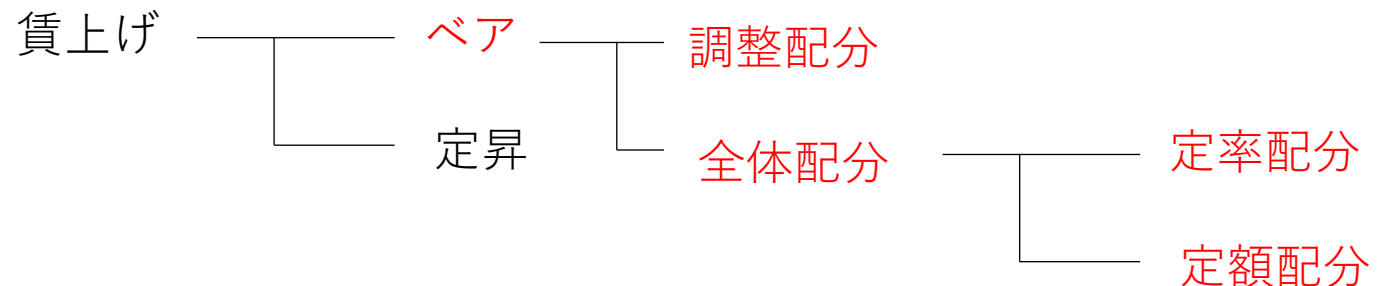 賃上げ
ベア
調整配分
定昇
全体配分
定率配分
定額配分